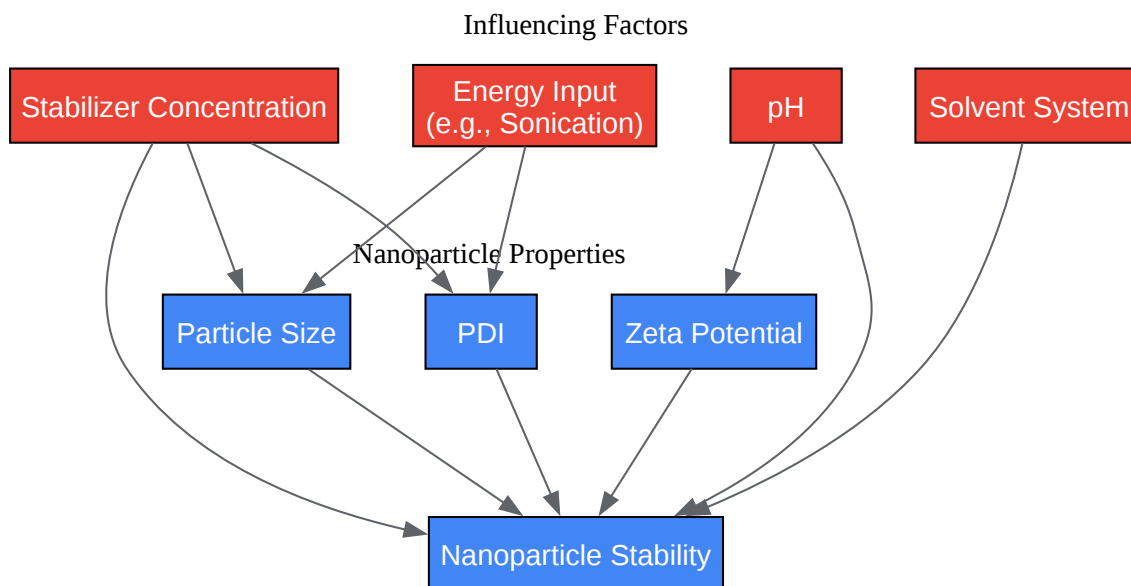 Influencing Factors
Stabilizer Concentration
Energy Input
(e.g., Sonication)
pH
Solvent System
Nanoparticle Properties
Particle Size
PDI
Zeta Potential
Nanoparticle Stability